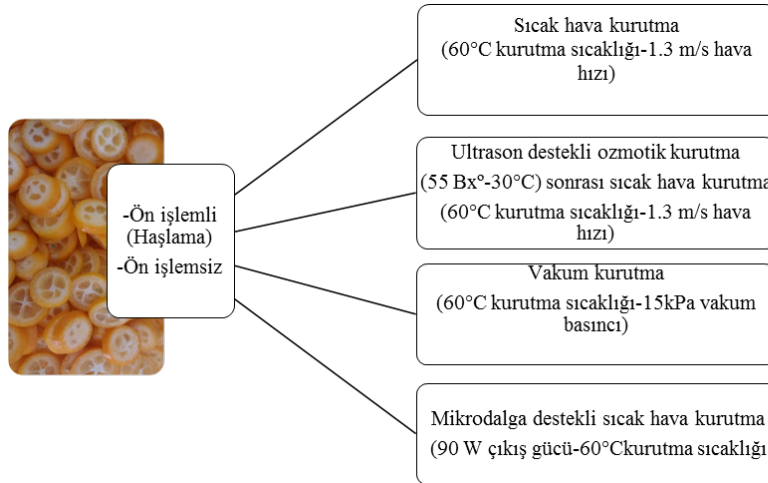 Sıcak hava kurutma
(60°C kurutma sıcaklığı-1.3 m/s hava
hızı)
-Ön işlemli
(Haşlama)
-Ön işlemsiz
Ultrason destekli ozmotik kurutma
(55 Bxº-30°C) sonrası sıcak hava kurutma
(60°C kurutma sıcaklığı-1.3 m/s hava
hızı)
Vakum kurutma
(60°C kurutma sıcaklığı-15kPa vakum
basıncı)
Mikrodalga destekli sıcak hava kurutma
(90 W çıkış gücü-60°Ckurutma sıcaklığı